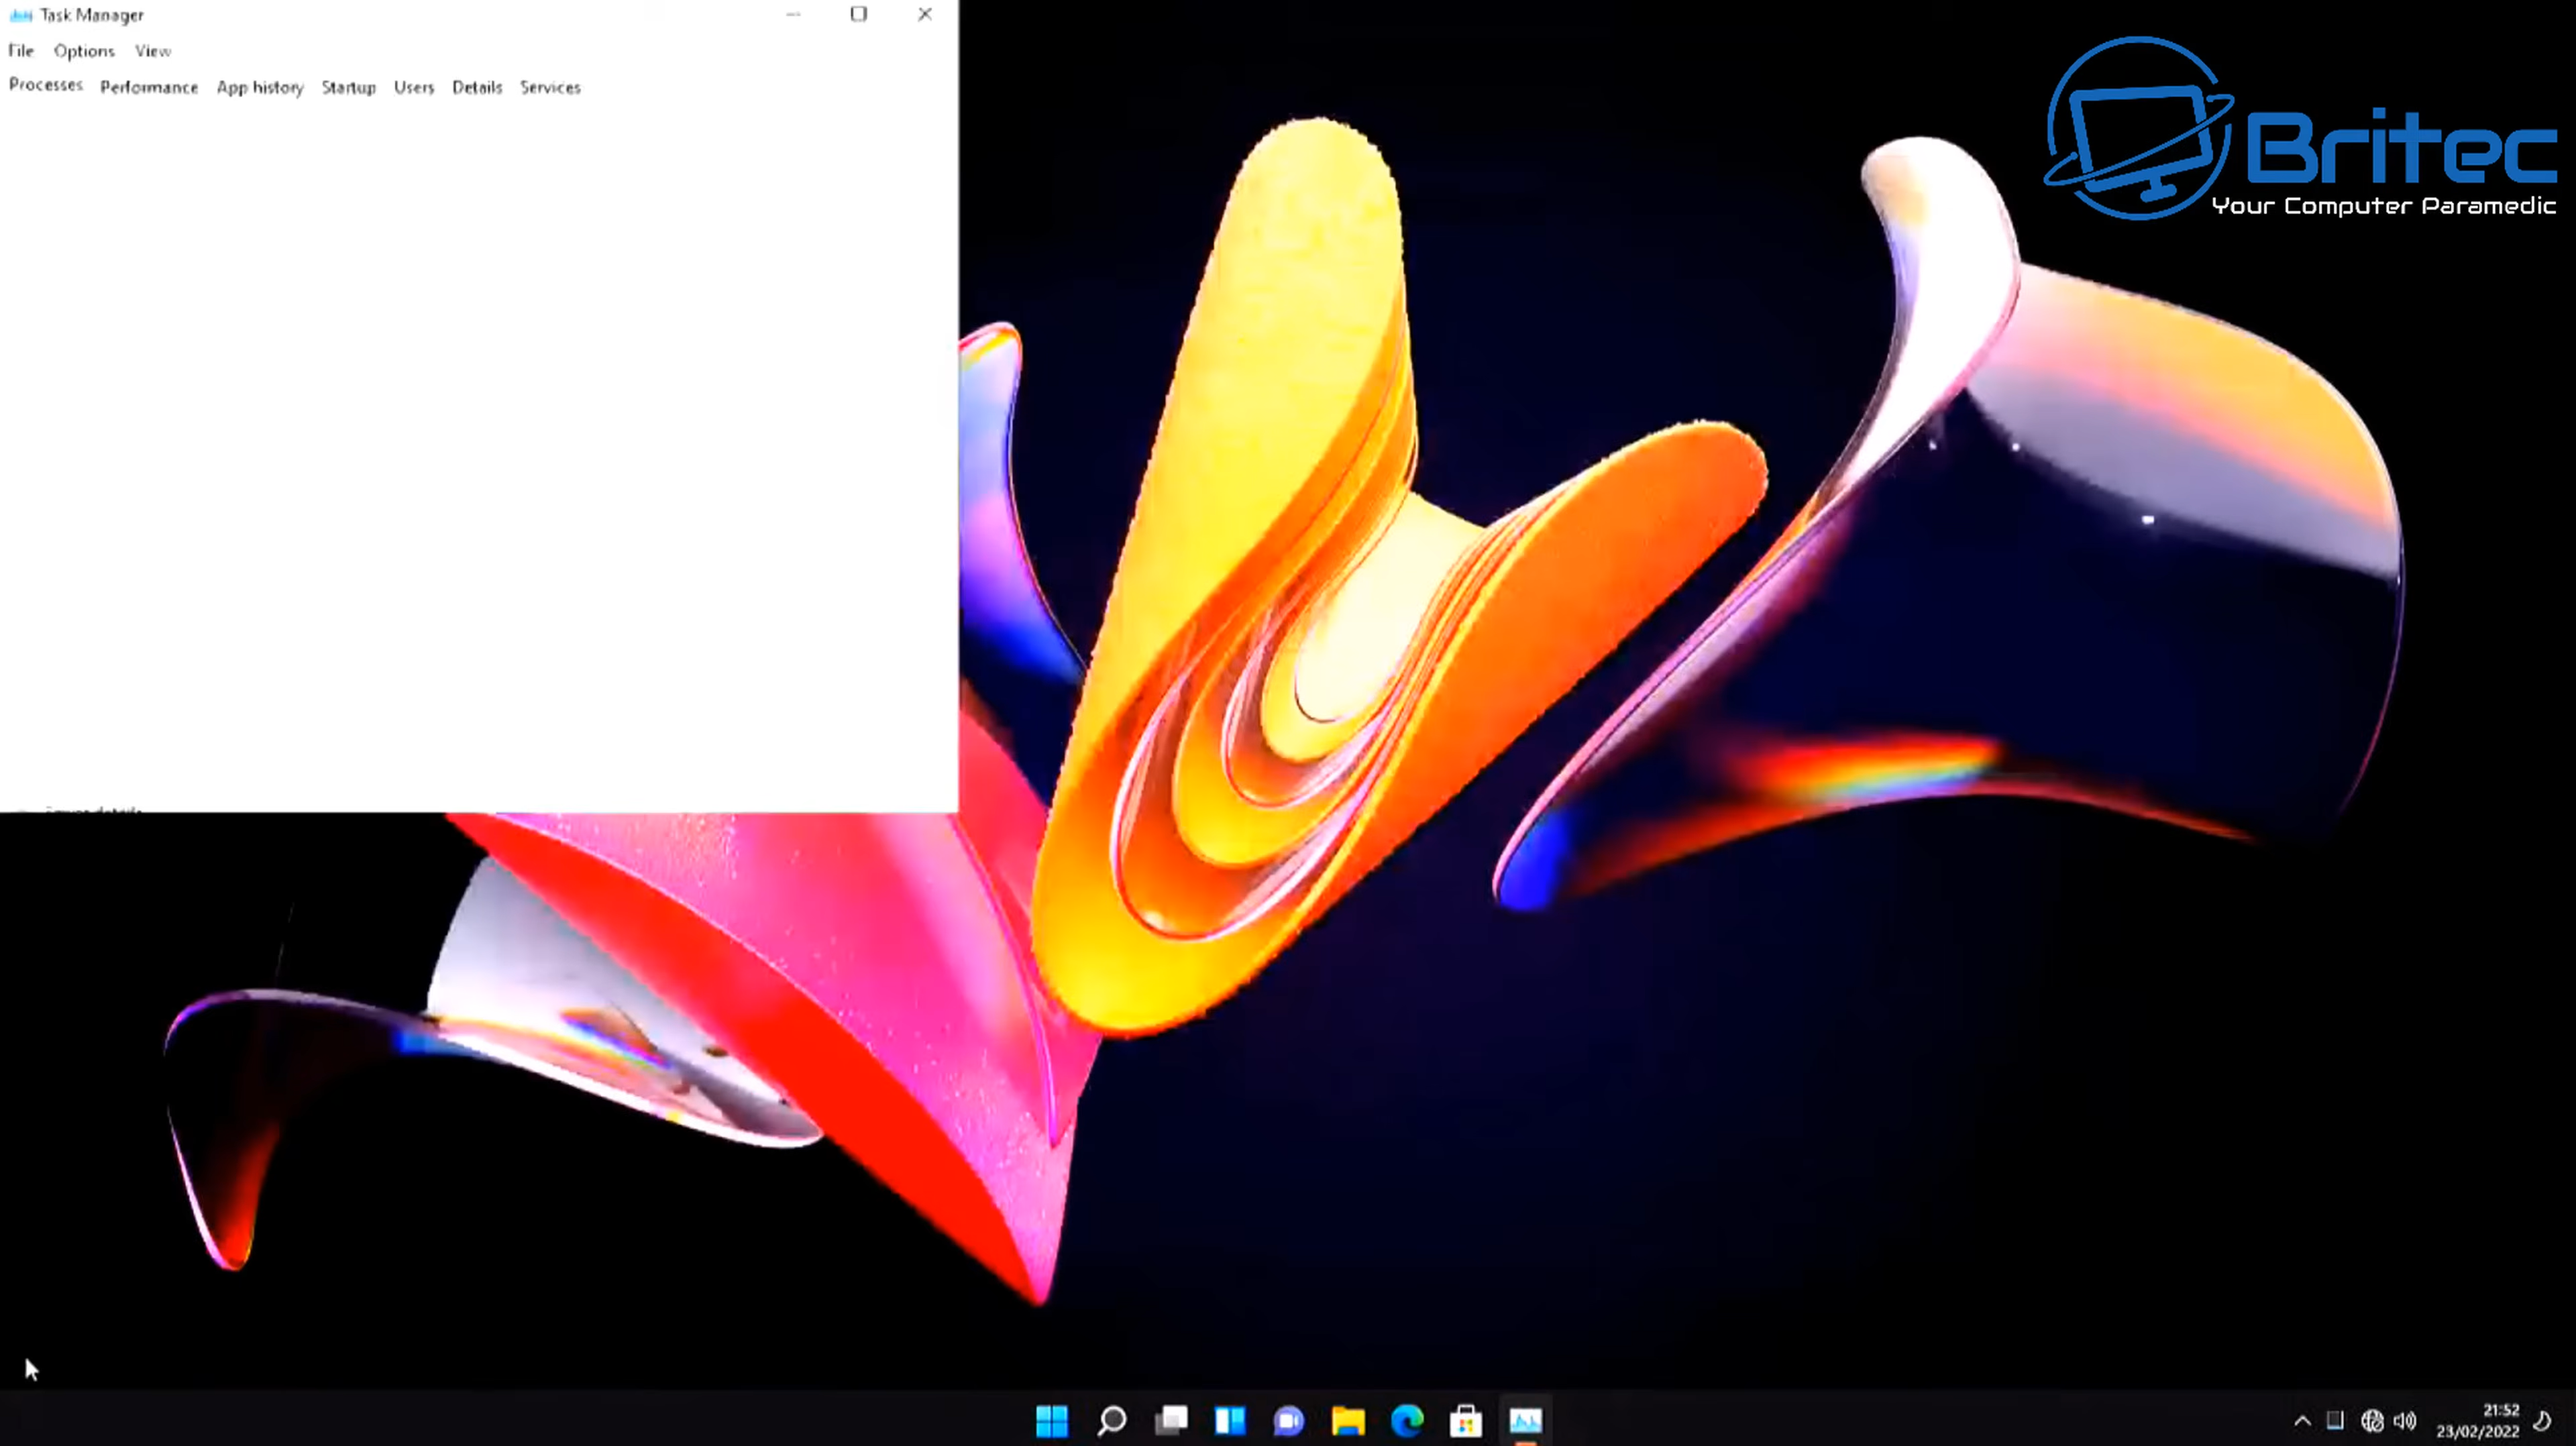 Task Manager
File Options View
Processes Performance App history Startup Users Details Services
Britec
Your Computer Paramedic
details
21:52
23/02/2022